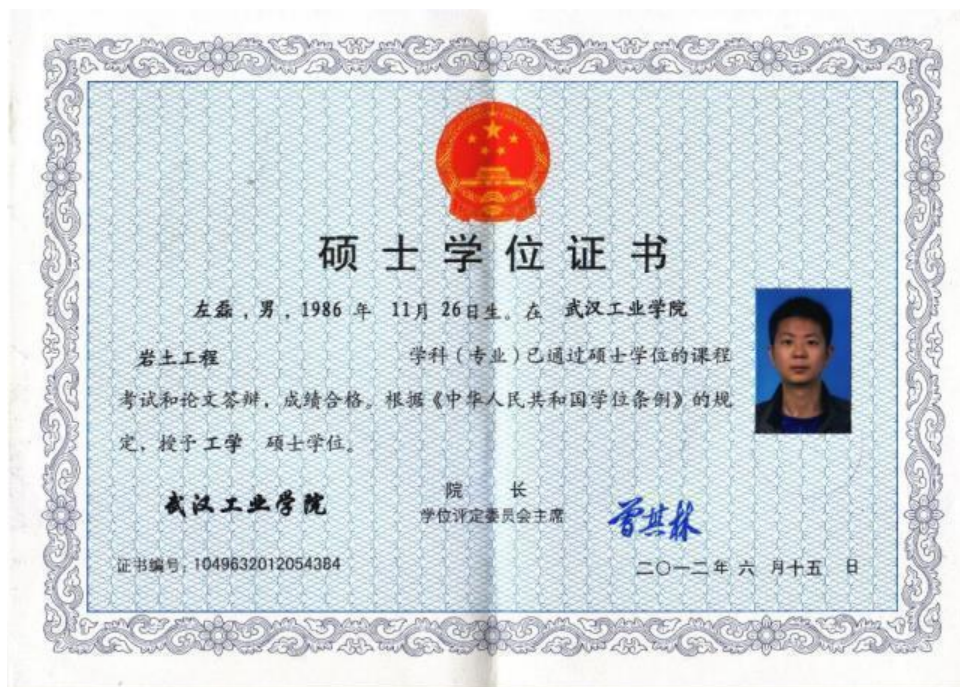 硕士学位证书
左磊，男，1986 年 11月 26日生。在 武汉工业学院
岩土工程 学科（专业）已通过硕士学位的课程
考试和论文答辩，成绩合格。根据《中华人民共和国学位条例》的规
定，授予 工学 硕士学位。
武汉工业学院
院 长
学位评定委员会主席
曾其林
证书编号：1049632012054384
二〇一二年 六 月十五 日